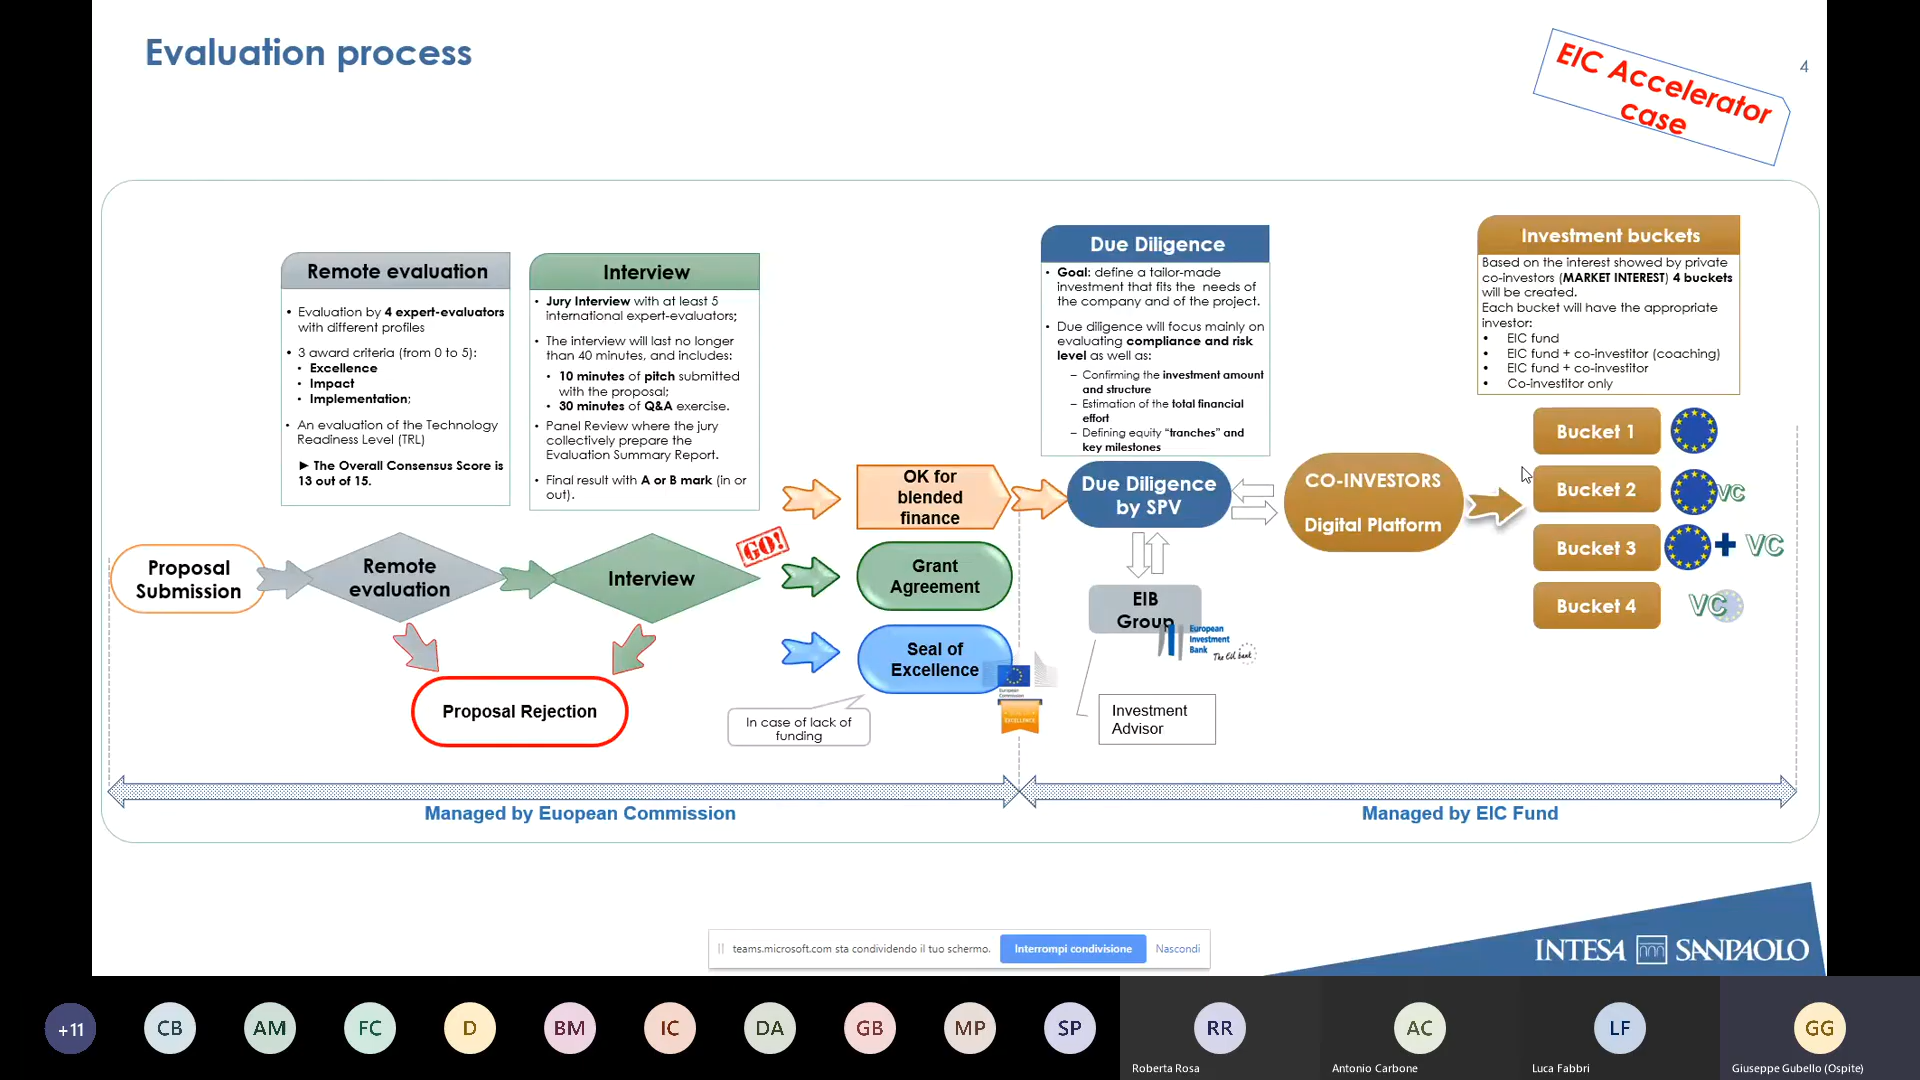 Evaluation process
EIC Accelerator
case
4
Remote evaluation
• Evaluation by 4 expert-evaluators
with different profiles
• 3 award criteria (from 0 to 5):
• Excellence
• Impact
• Implementation;
• An evaluation of the Technology
Readiness Level (TRL)
► The Overall Consensus Score is
13 out of 15.
Interview
• Jury Interview with at least 5
international expert-evaluators;
• The interview will last no longer
than 40 minutes, and includes:
• 10 minutes of pitch submitted
with the proposal;
• 30 minutes of Q&A exercise.
• Panel Review where the jury
collectively prepare the
Evaluation Summary Report.
• Final result with A or B mark (in or
out).
Due Diligence
• Goal: define a tailor-made
investment that fits the needs of
the company and of the project.
• Due diligence will focus mainly on
evaluating compliance and risk
level as well as:
– Confirming the investment amount
and structure
– Estimation of the total financial
effort
– Defining equity “tranches” and
key milestones
Investment buckets
Based on the interest showed by private
co-investors (MARKET INTEREST) 4 buckets
will be created.
Each bucket will have the appropriate
investor:
• EIC fund
• EIC fund + co-investitor (coaching)
• EIC fund + co-investitor
• Co-investitor only
Proposal
Submission
Remote
evaluation
Interview
GO!
Proposal Rejection
OK for
blended
finance
Grant
Agreement
Seal of
Excellence
In case of lack of
funding
European
Commission
EXCELLENCE
Due Diligence
by SPV
EIB
Group
European
Investment
Bank
The EU bank
Investment
Advisor
CO-INVESTORS
Digital Platform
Bucket 1
Bucket 2
VC
Bucket 3
+ VC
Bucket 4
VC
Managed by Euopean Commission
Managed by EIC Fund
teams.microsoft.com sta condividendo il tuo schermo.
Interrompi condivisione
Nascondi
INTESA SANPAOLO
+11
CB
AM
FC
D
BM
IC
DA
GB
MP
SP
RR
Roberta Rosa
AC
Antonio Carbone
LF
Luca Fabbri
GG
Giuseppe Gubello (Ospite)